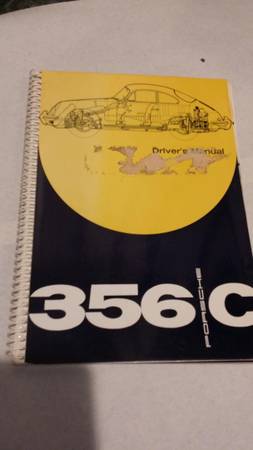 Driver's Manual
356 C
PORSCHE